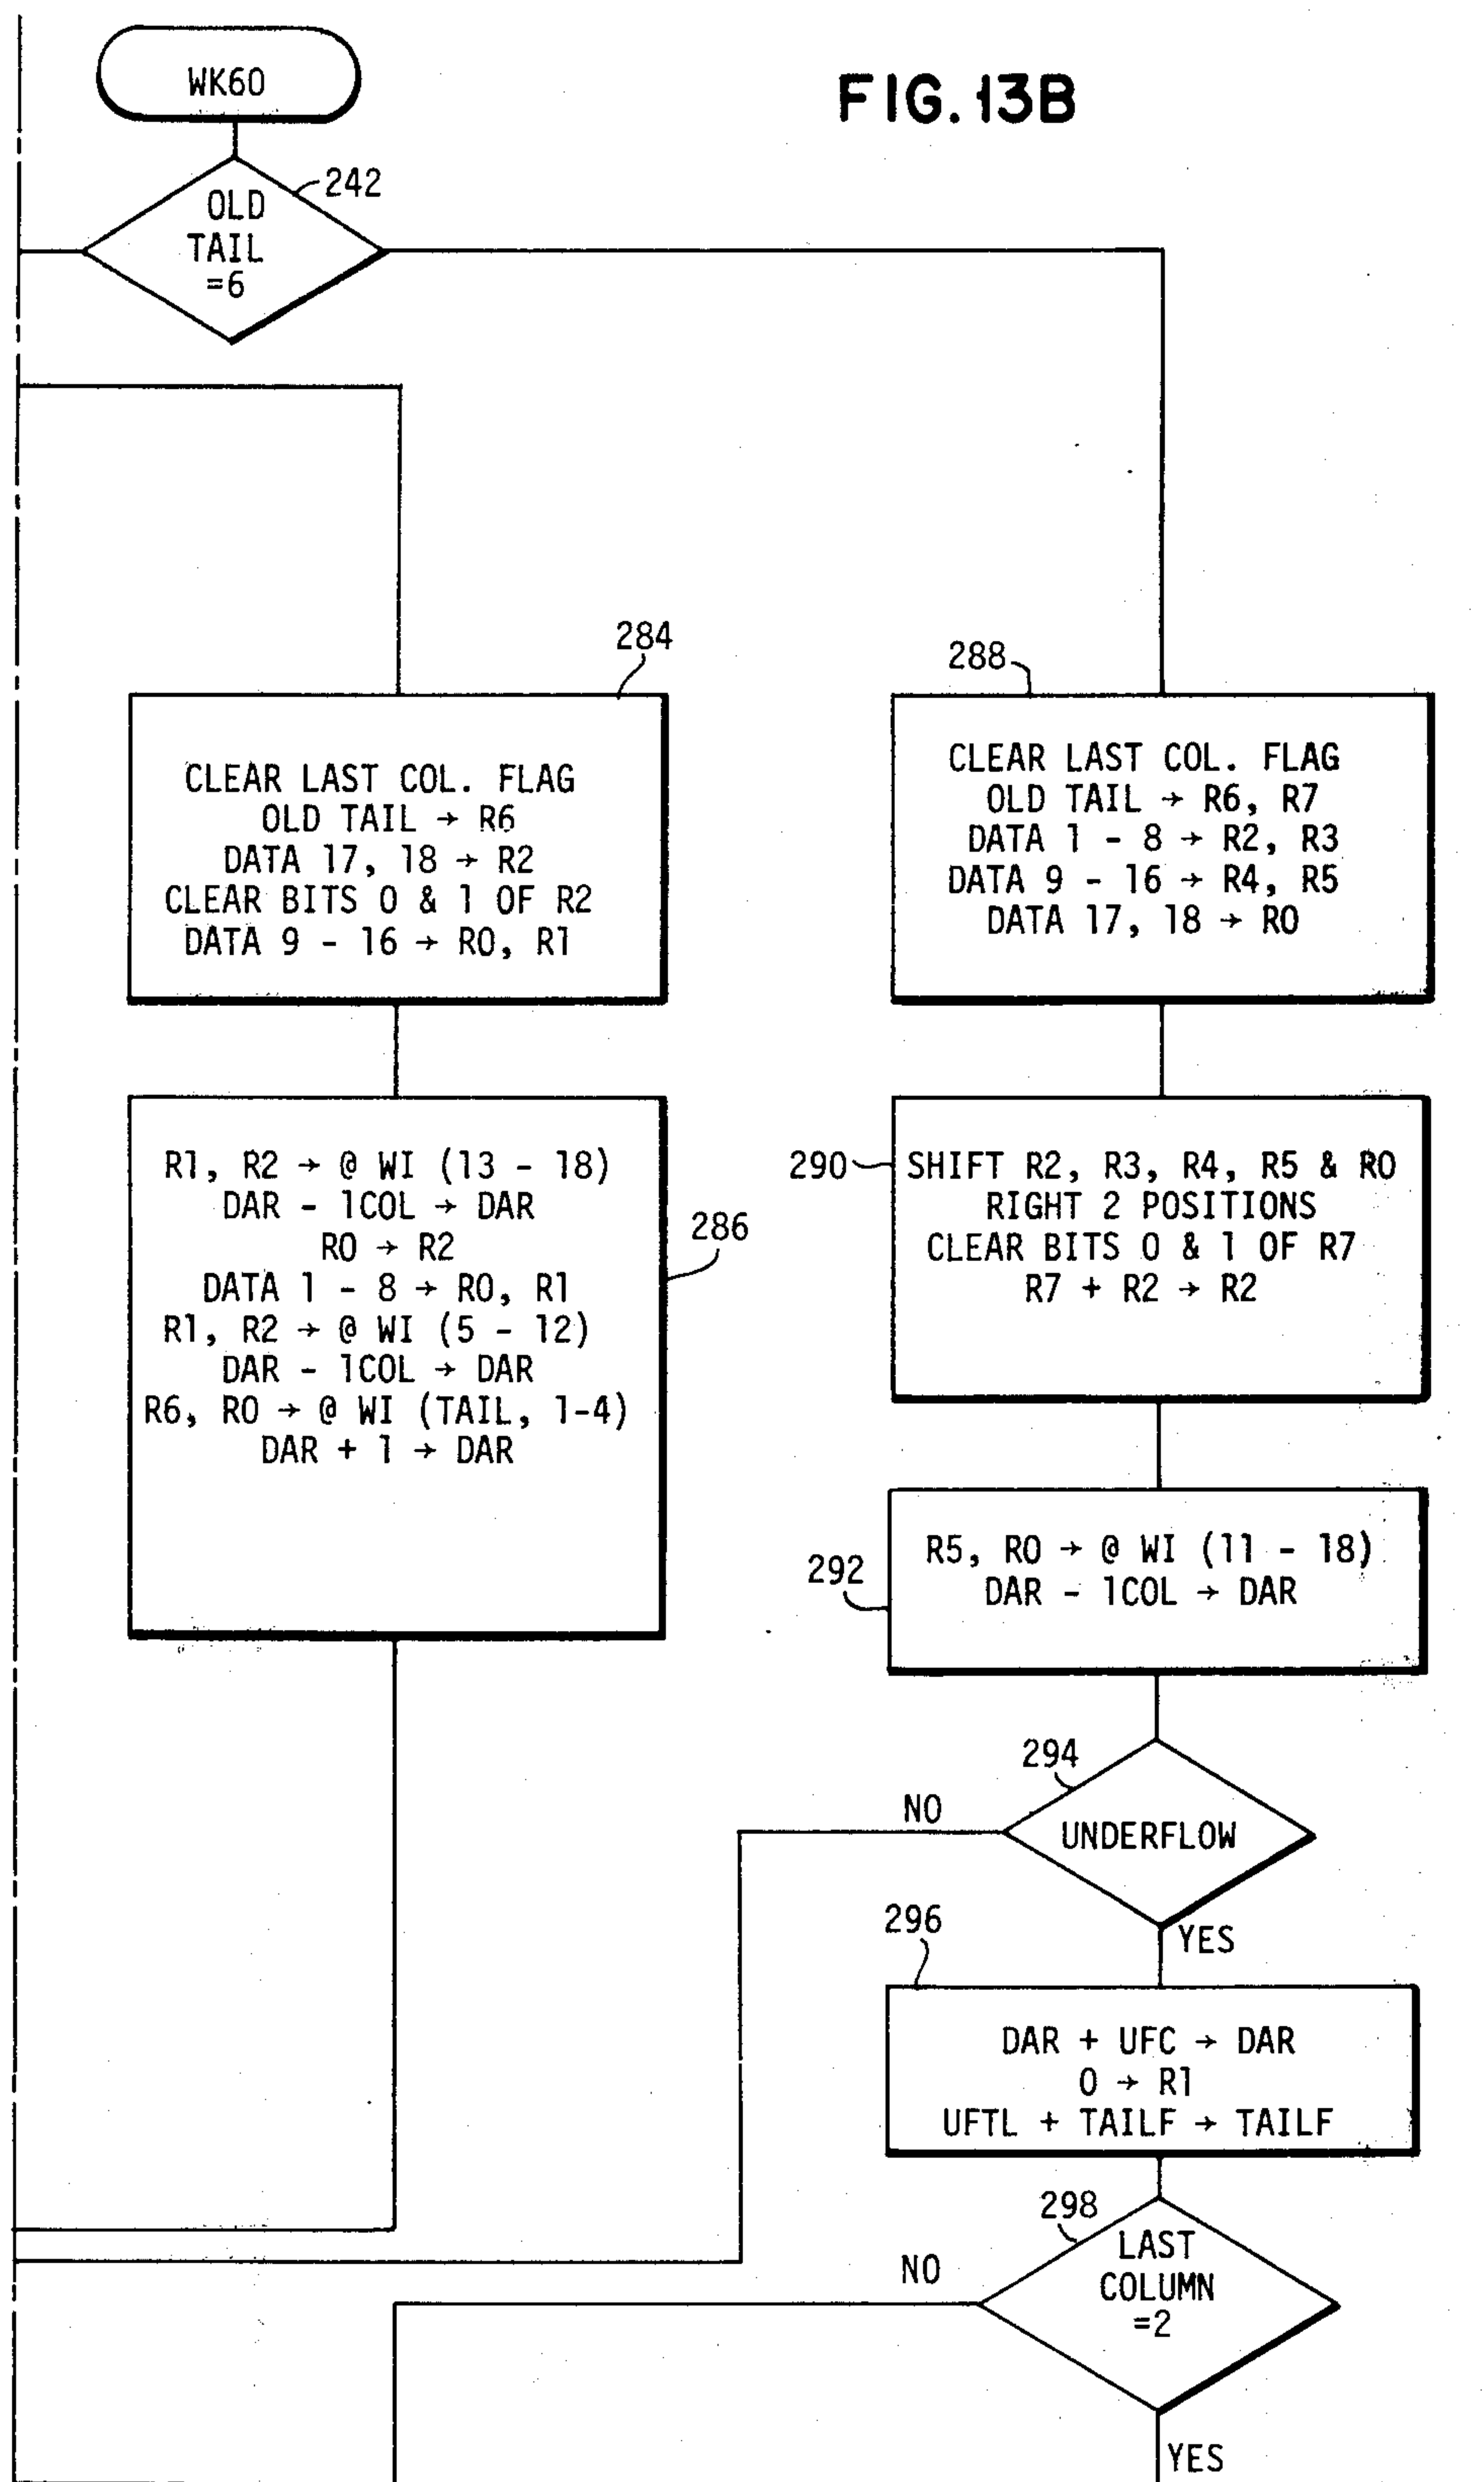 WK60
FIG. 13B
242
OLD
TAIL
=6
284
CLEAR LAST COL. FLAG
OLD TAIL → R6
DATA 17, 18 → R2
CLEAR BITS 0 & 1 OF R2
DATA 9 - 16 → R0, R1
288
CLEAR LAST COL. FLAG
OLD TAIL → R6, R7
DATA 1 - 8 → R2, R3
DATA 9 - 16 → R4, R5
DATA 17, 18 → R0
R1, R2 → @ WI (13 - 18)
DAR - 1COL → DAR
R0 → R2
DATA 1 - 8 → R0, R1
R1, R2 → @ WI (5 - 12)
DAR - 1COL → DAR
R6, R0 → @ WI (TAIL, 1-4)
DAR + 1 → DAR
286
290
SHIFT R2, R3, R4, R5 & R0
RIGHT 2 POSITIONS
CLEAR BITS 0 & 1 OF R7
R7 + R2 → R2
292
R5, R0 → @ WI (11 - 18)
DAR - 1COL → DAR
294
NO
UNDERFLOW
YES
296
DAR + UFC → DAR
0 → R1
UFTL + TAILF → TAILF
298
NO
LAST
COLUMN
=2
YES